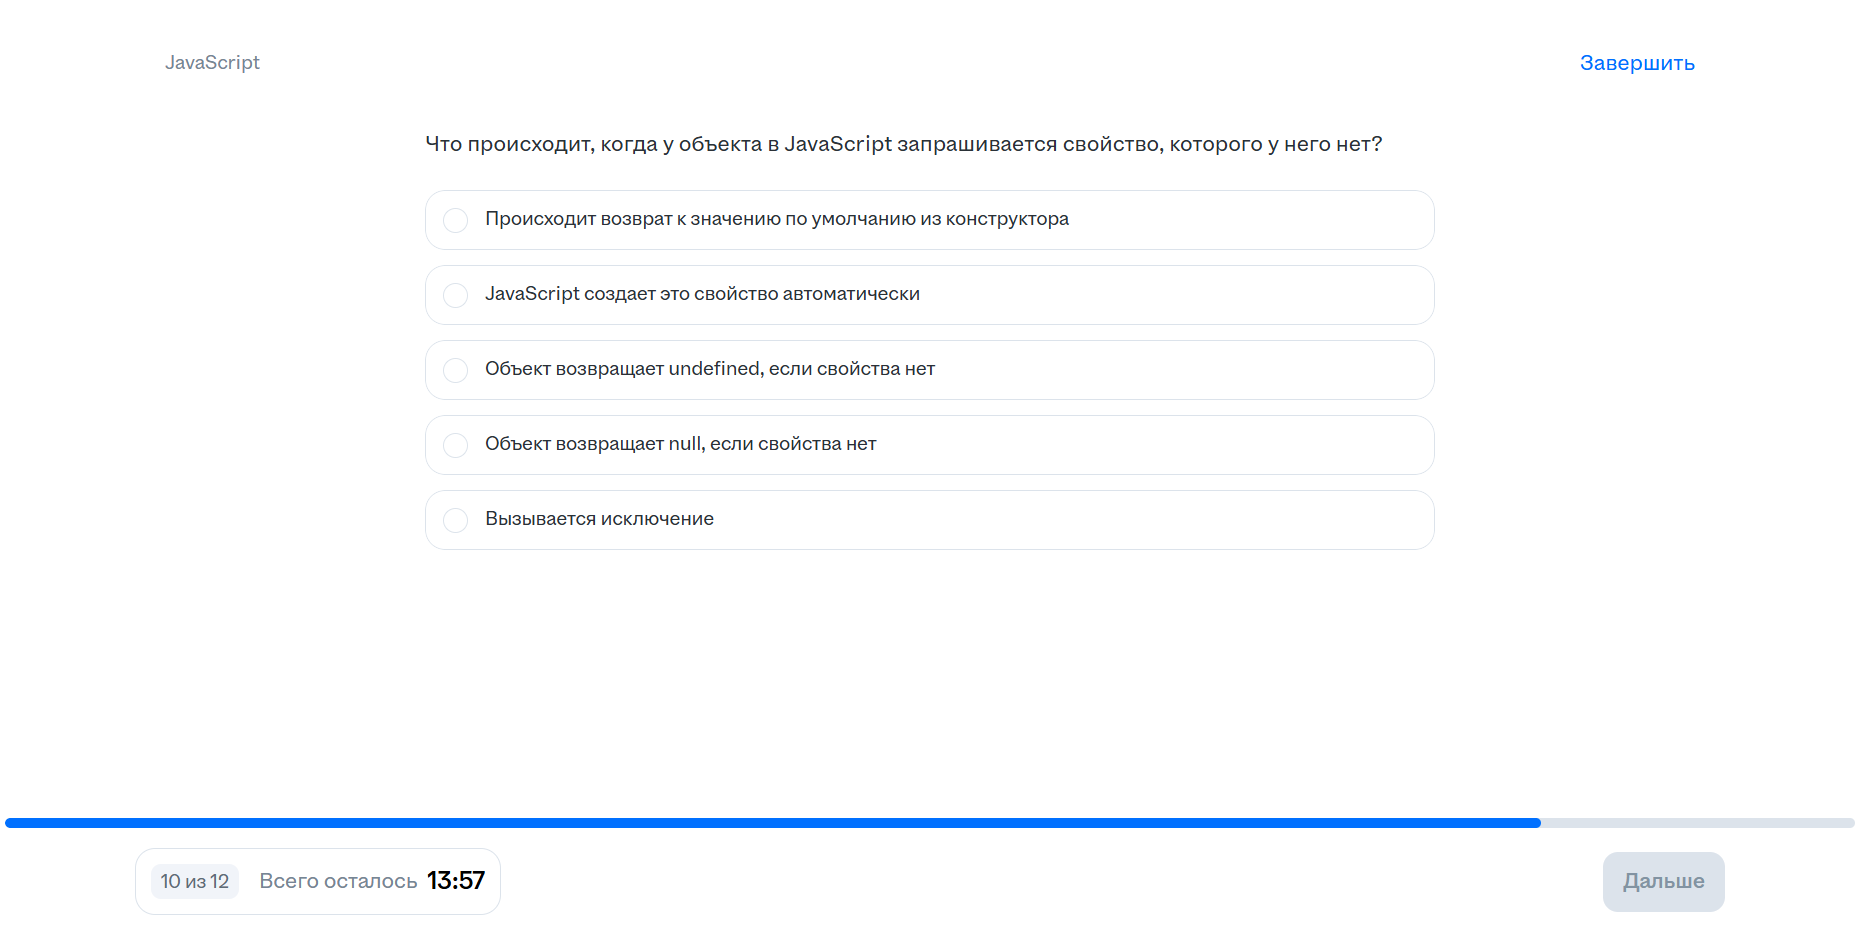 JavaScript
Завершить
Что происходит, когда у объекта в JavaScript запрашивается свойство, которого у него нет?
Происходит возврат к значению по умолчанию из конструктора
JavaScript создает это свойство автоматически
Объект возвращает undefined, если свойства нет
Объект возвращает null, если свойства нет
Вызывается исключение
10 из 12 Всего осталось 13:57
Дальше